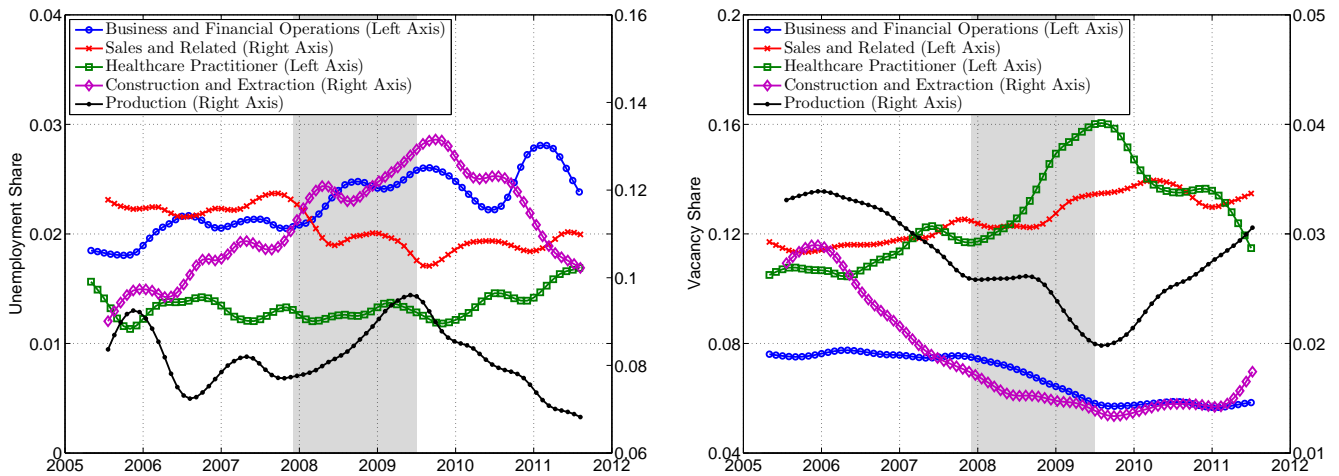 0.04
0.03
0.02
0.01
0
Unemployment Share
0.16
0.14
0.12
0.1
0.08
0.06
2005 2006 2007 2008 2009 2010 2011 2012
Business and Financial Operations (Left Axis)
Sales and Related (Right Axis)
Healthcare Practitioner (Left Axis)
Construction and Extraction (Right Axis)
Production (Right Axis)
0.2
0.16
0.12
0.08
0.04
Vacancy Share
0.05
0.04
0.03
0.02
0.01
2005 2006 2007 2008 2009 2010 2011 2012
Business and Financial Operations (Left Axis)
Sales and Related (Left Axis)
Healthcare Practitioner (Left Axis)
Construction and Extraction (Right Axis)
Production (Right Axis)